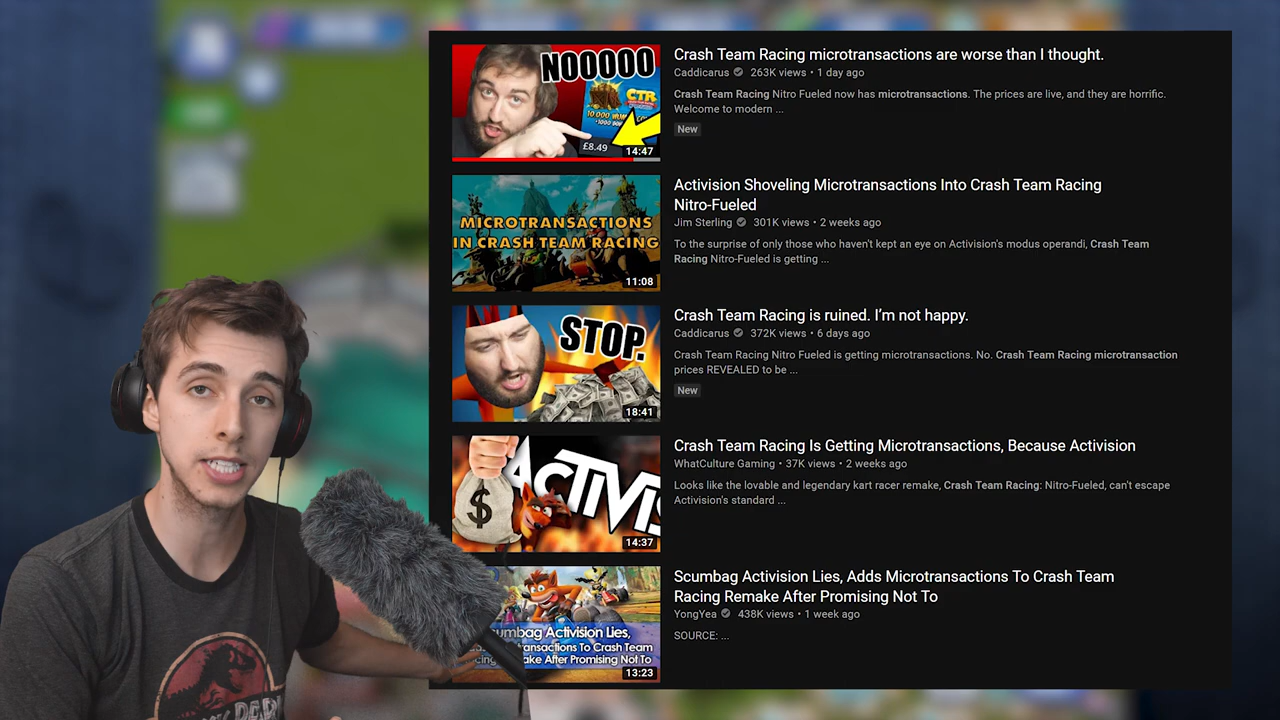 NOOOOO
CTR
£8.49
14:47
Crash Team Racing microtransactions are worse than I thought.
Caddicarus 263K views • 1 day ago
Crash Team Racing Nitro Fueled now has microtransactions. The prices are live, and they are horrific.
Welcome to modern ...
New
MICROTRANSACTIONS
IN CRASH TEAM RACING
11:08
Activision Shoveling Microtransactions Into Crash Team Racing
Nitro-Fueled
Jim Sterling 301K views • 2 weeks ago
To the surprise of only those who haven't kept an eye on Activision's modus operandi, Crash Team
Racing Nitro-Fueled is getting ...
STOP.
18:41
Crash Team Racing is ruined. I'm not happy.
Caddicarus 372K views • 6 days ago
Crash Team Racing Nitro Fueled is getting microtransactions. No. Crash Team Racing microtransaction
prices REVEALED to be ...
New
ACTIVIS
$
14:37
Crash Team Racing Is Getting Microtransactions, Because Activision
WhatCulture Gaming • 37K views • 2 weeks ago
Looks like the lovable and legendary kart racer remake, Crash Team Racing: Nitro-Fueled, can't escape
Activision's standard ...
umbag Activision Lies,
ansactions To Crash Team
ake After Promising Not To
13:23
Scumbag Activision Lies, Adds Microtransactions To Crash Team
Racing Remake After Promising Not To
YongYea 438K views • 1 week ago
SOURCE: ...